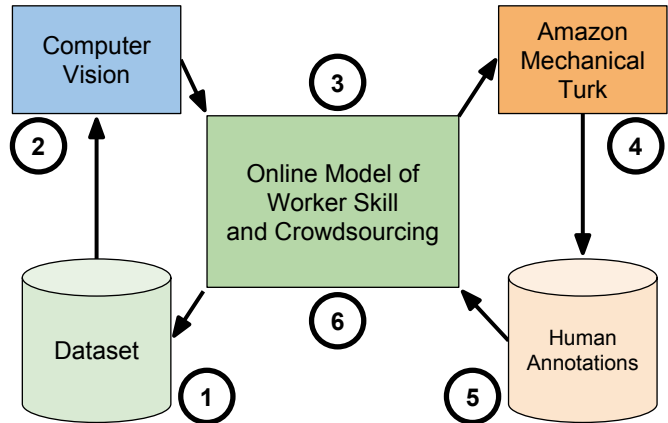 Computer
Vision
Amazon
Mechanical
Turk
3
2
4
Online Model of
Worker Skill
and Crowdsourcing
Dataset
6
Human
Annotations
1
5